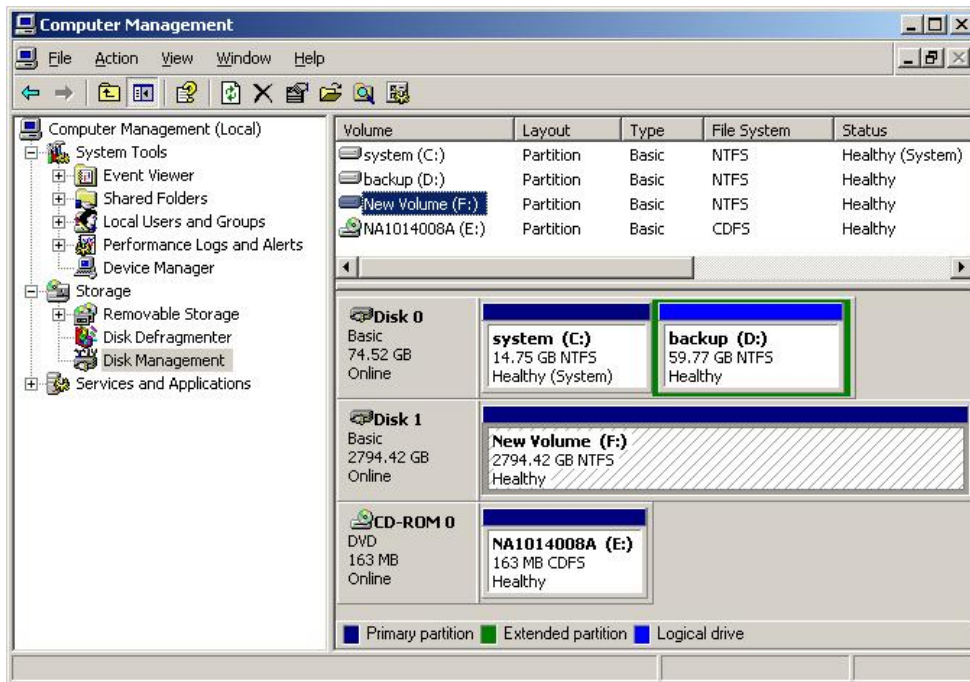 Computer Management
File Action View Window Help
Computer Management (Local)
System Tools
Event Viewer
Shared Folders
Local Users and Groups
Performance Logs and Alerts
Device Manager
Storage
Removable Storage
Disk Defragmenter
Disk Management
Services and Applications
Volume Layout Type File System Status
system (C:) Partition Basic NTFS Healthy (System)
backup (D:) Partition Basic NTFS Healthy
New Volume (F:) Partition Basic NTFS Healthy
NA1014008A (E:) Partition Basic CDFS Healthy
Disk 0
Basic
74.52 GB
Online
system (C:)
14.75 GB NTFS
Healthy (System)
backup (D:)
59.77 GB NTFS
Healthy
Disk 1
Basic
2794.42 GB
Online
New Volume (F:)
2794.42 GB NTFS
Healthy
CD-ROM 0
DVD
163 MB
Online
NA1014008A (E:)
163 MB CDFS
Healthy
Primary partition Extended partition Logical drive